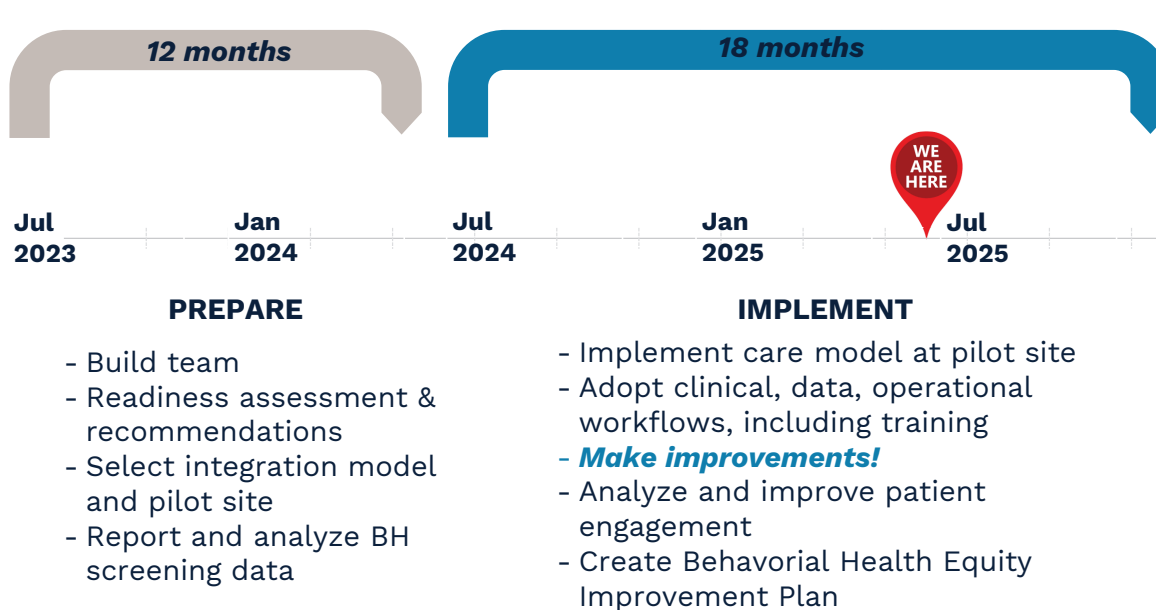 12 months
18 months
WE
ARE
HERE
Jul
2023
Jan
2024
Jul
2024
Jan
2025
Jul
2025
PREPARE
- Build team
- Readiness assessment &
recommendations
- Select integration model
and pilot site
- Report and analyze BH
screening data
IMPLEMENT
- Implement care model at pilot site
- Adopt clinical, data, operational
workflows, including training
- Make improvements!
- Analyze and improve patient
engagement
- Create Behavorial Health Equity
Improvement Plan